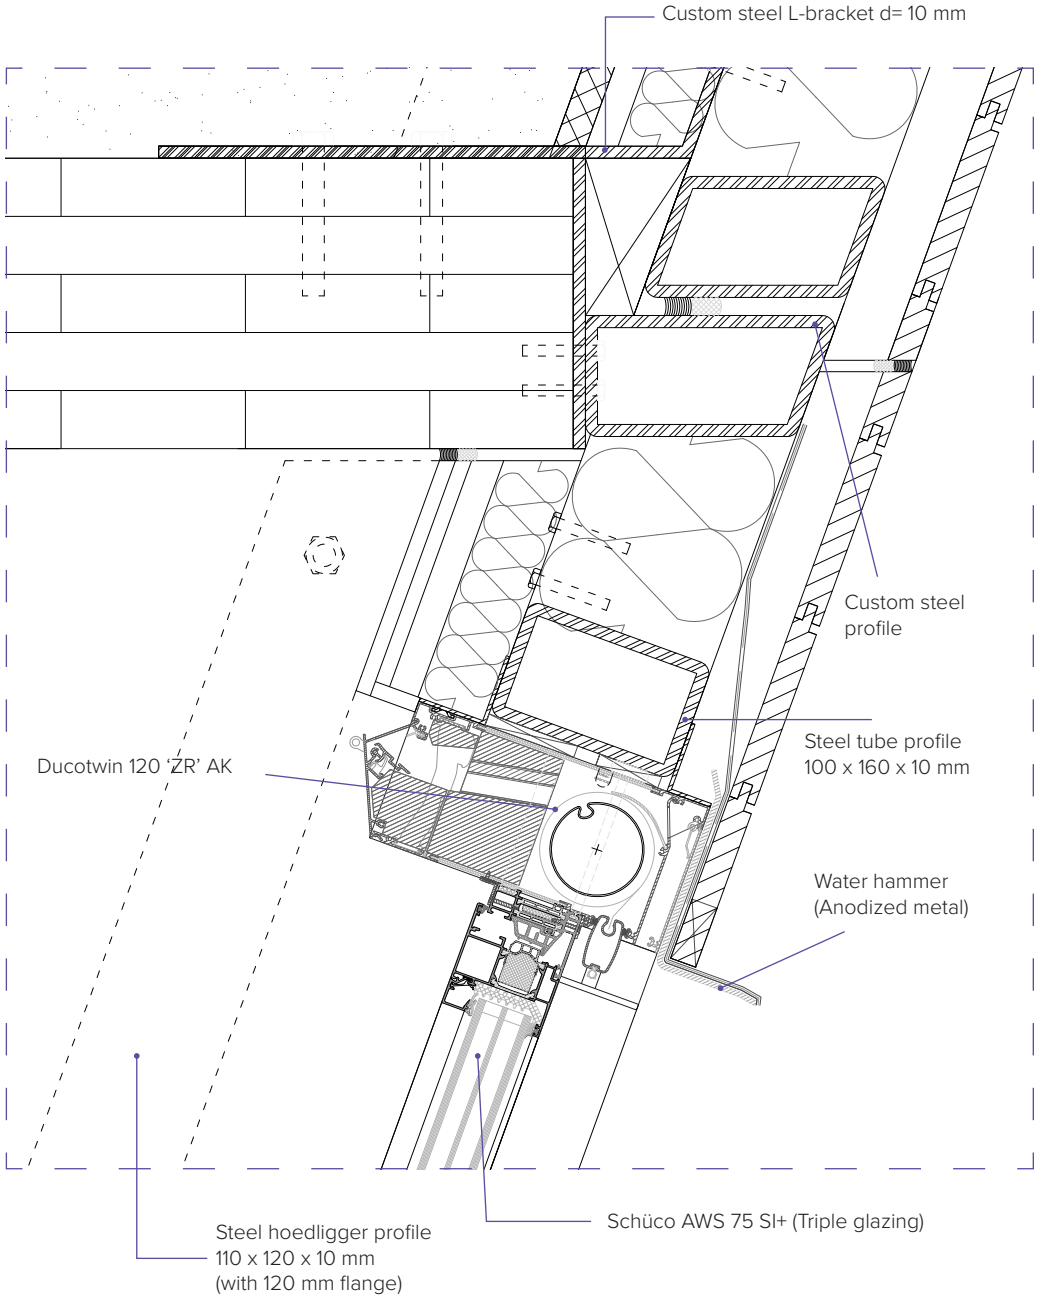 Custom steel L-bracket d= 10 mm
Custom steel
profile
Steel tube profile
100 x 160 x 10 mm
Ducotwin 120 ‘ZR’ AK
Water hammer
(Anodized metal)
Schüco AWS 75 SI+ (Triple glazing)
Steel hoedligger profile
110 x 120 x 10 mm
(with 120 mm flange)